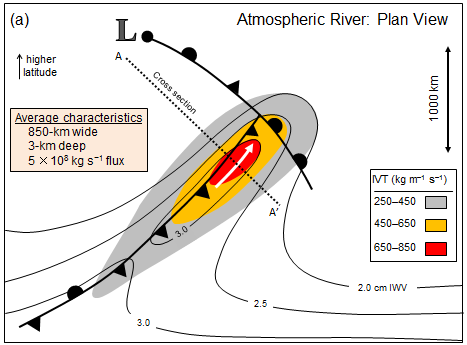 (a)
Atmospheric River: Plan View
L
higher
latitude
A
Cross section
1000 km
Average characteristics
850-km wide
3-km deep
5 × 10⁸ kg s⁻¹ flux
IVT (kg m⁻¹ s⁻¹)
250–450
450–650
650–850
A'
3.0
2.0 cm IWV
2.5
3.0